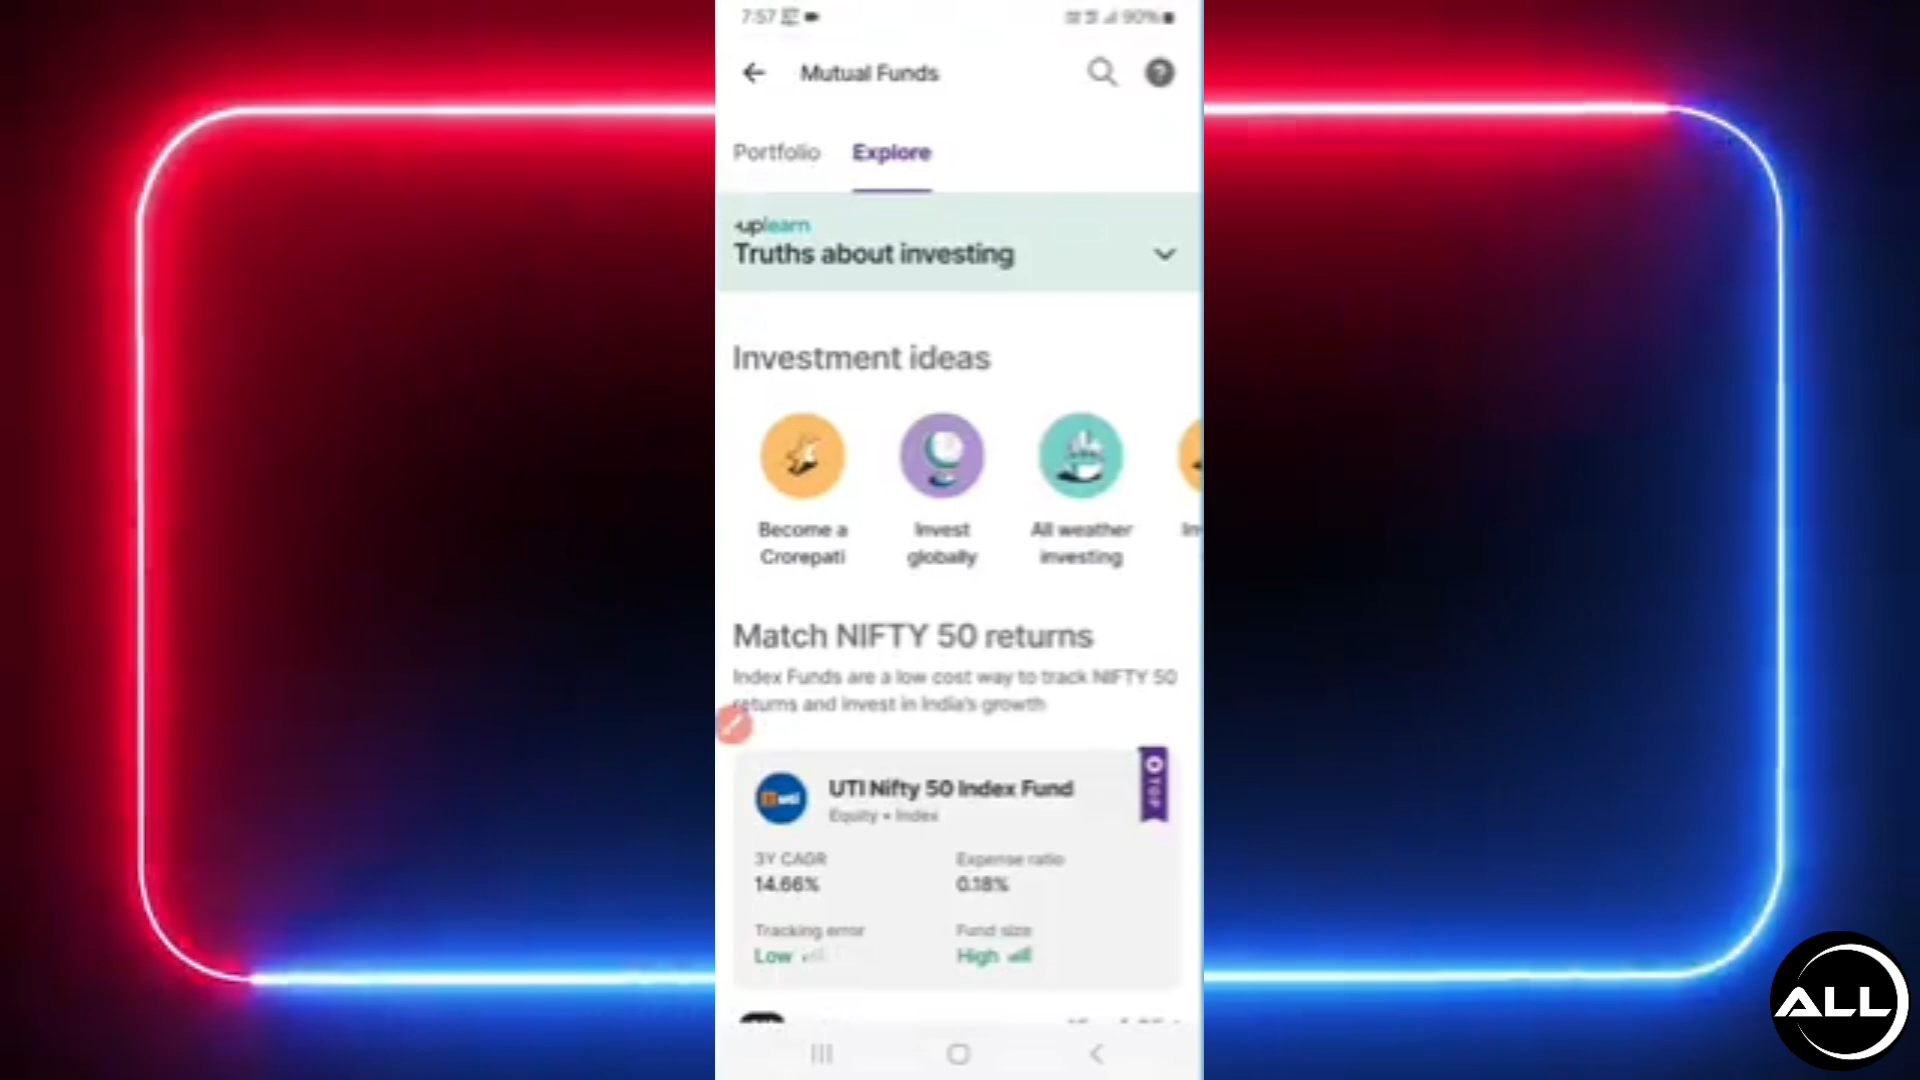 7:57
90%
Mutual Funds
?
Portfolio
Explore
uplearn
Truths about investing
Investment ideas
Become a
Crorepati
Invest
globally
All weather
investing
Match NIFTY 50 returns
Index Funds are a low cost way to track NIFTY 50
returns and invest in India's growth
UTI Nifty 50 Index Fund
TOP
uti
Equity • Index
3Y CAGR
Expense ratio
14.66%
0.18%
Tracking error
Fund size
Low
High
ALL